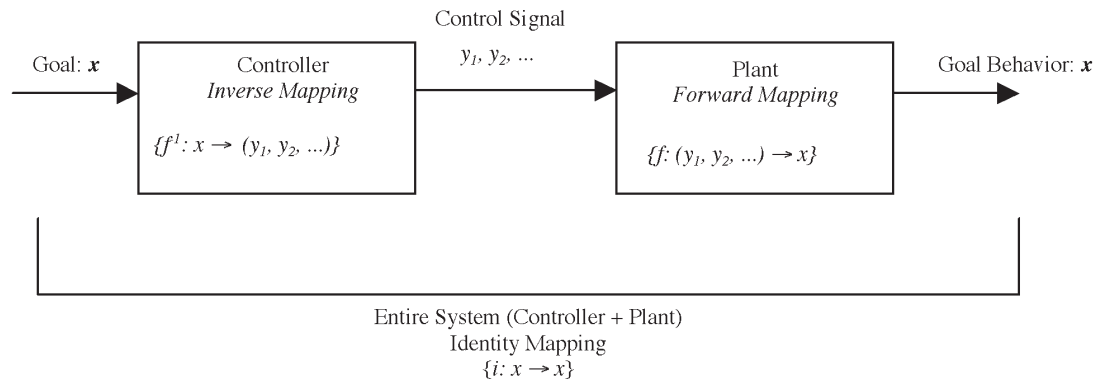 Control Signal
y₁, y₂, ...
Goal: x
Controller
Inverse Mapping
{f¹: x → (y₁, y₂, ...)}
Plant
Forward Mapping
{f: (y₁, y₂, ...) → x}
Goal Behavior: x
Entire System (Controller + Plant)
Identity Mapping
{i: x → x}